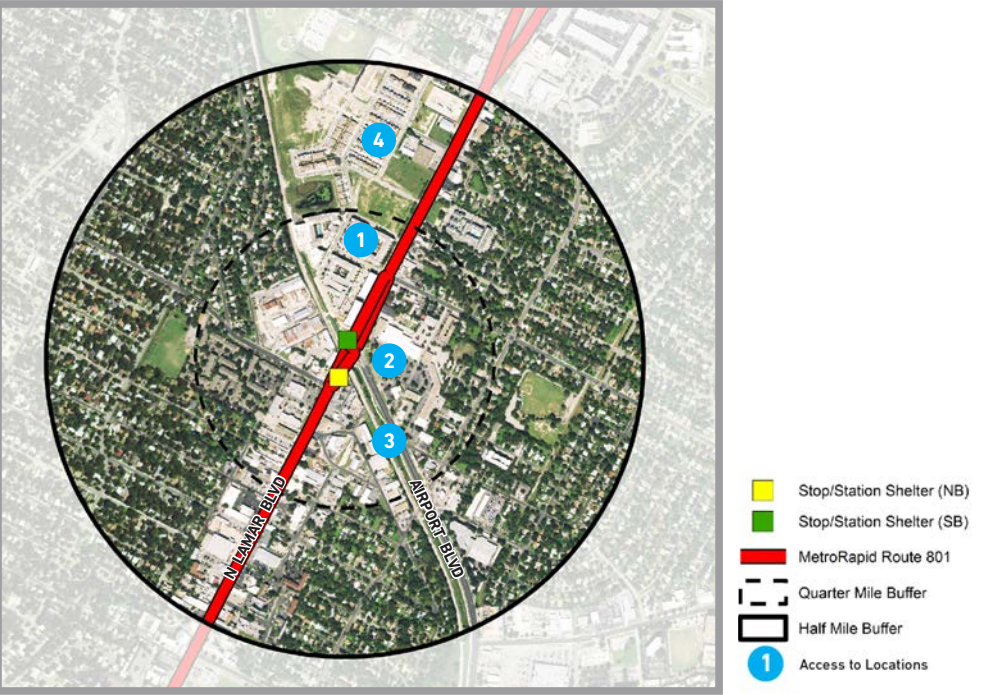 4
1
2
3
N LAMAR BLVD
AIRPORT BLVD
Stop/Station Shelter (NB)
Stop/Station Shelter (SB)
MetroRapid Route 801
Quarter Mile Buffer
Half Mile Buffer
1 Access to Locations